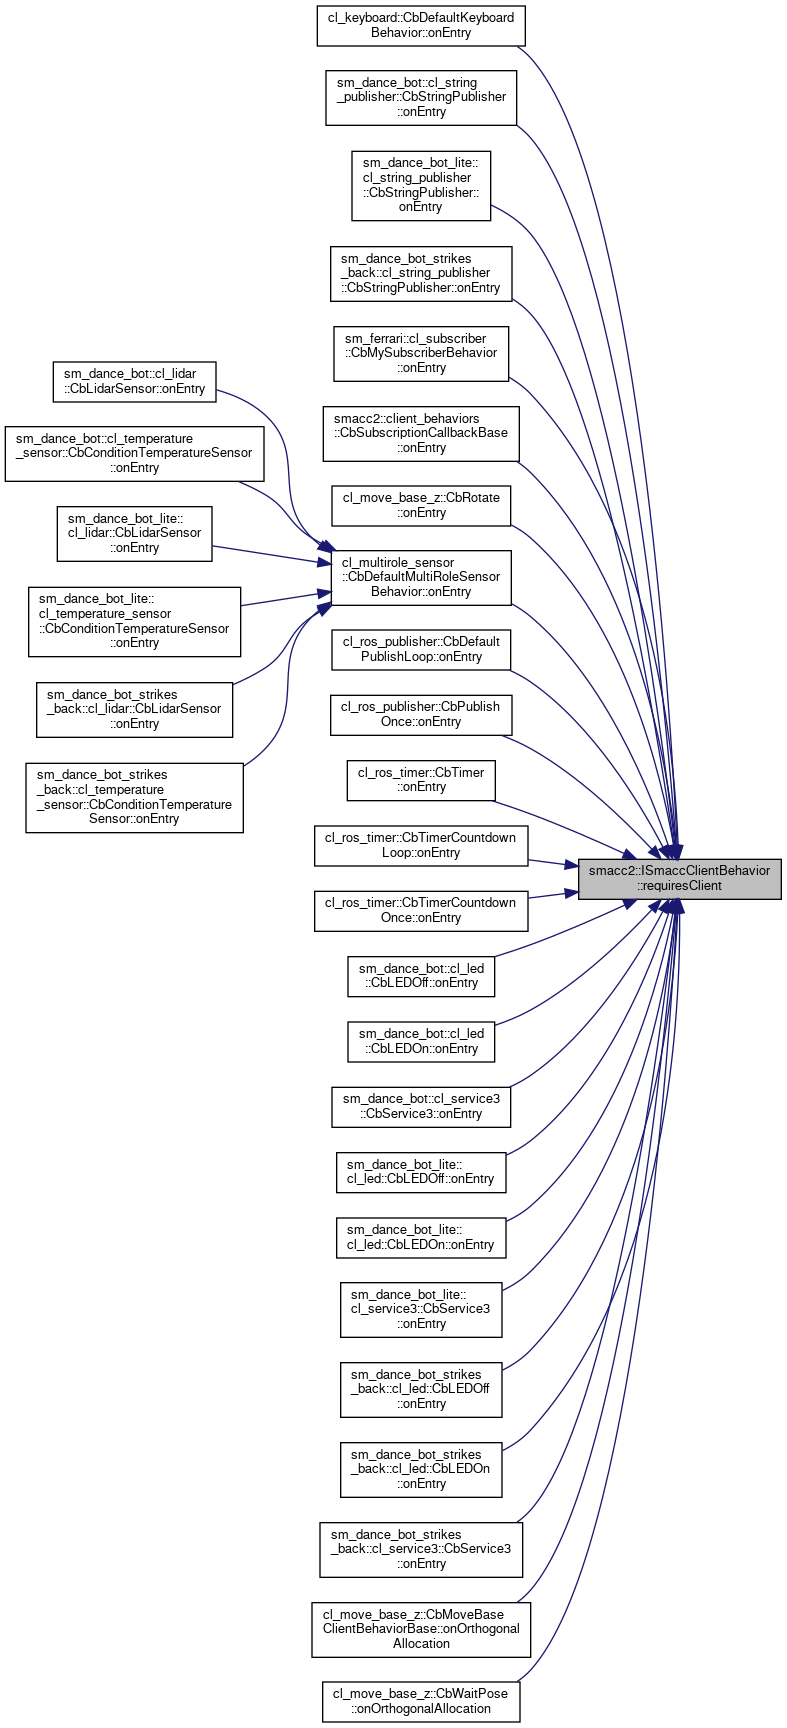 cl_keyboard::CbDefaultKeyboard
Behavior::onEntry
sm_dance_bot::cl_string
_publisher::CbStringPublisher
::onEntry
sm_dance_bot_lite::
cl_string_publisher
::CbStringPublisher::
onEntry
sm_dance_bot_strikes
_back::cl_string_publisher
::CbStringPublisher::onEntry
sm_ferrari::cl_subscriber
::CbMySubscriberBehavior
::onEntry
smacc2::client_behaviors
::CbSubscriptionCallbackBase
::onEntry
cl_move_base_z::CbRotate
::onEntry
cl_multirole_sensor
::CbDefaultMultiRoleSensor
Behavior::onEntry
sm_dance_bot::cl_lidar
::CbLidarSensor::onEntry
sm_dance_bot::cl_temperature
_sensor::CbConditionTemperatureSensor
::onEntry
sm_dance_bot_lite::
cl_lidar::CbLidarSensor
::onEntry
sm_dance_bot_lite::
cl_temperature_sensor
::CbConditionTemperatureSensor
::onEntry
sm_dance_bot_strikes
_back::cl_lidar::CbLidarSensor
::onEntry
sm_dance_bot_strikes
_back::cl_temperature
_sensor::CbConditionTemperature
Sensor::onEntry
cl_ros_publisher::CbDefault
PublishLoop::onEntry
cl_ros_publisher::CbPublish
Once::onEntry
cl_ros_timer::CbTimer
::onEntry
cl_ros_timer::CbTimerCountdown
Loop::onEntry
smacc2::ISmaccClientBehavior
::requiresClient
cl_ros_timer::CbTimerCountdown
Once::onEntry
sm_dance_bot::cl_led
::CbLEDOff::onEntry
sm_dance_bot::cl_led
::CbLEDOn::onEntry
sm_dance_bot::cl_service3
::CbService3::onEntry
sm_dance_bot_lite::
cl_led::CbLEDOff::onEntry
sm_dance_bot_lite::
cl_led::CbLEDOn::onEntry
sm_dance_bot_lite::
cl_service3::CbService3
::onEntry
sm_dance_bot_strikes
_back::cl_led::CbLEDOff
::onEntry
sm_dance_bot_strikes
_back::cl_led::CbLEDOn
::onEntry
sm_dance_bot_strikes
_back::cl_service3::CbService3
::onEntry
cl_move_base_z::CbMoveBase
ClientBehaviorBase::onOrthogonal
Allocation
cl_move_base_z::CbWaitPose
::onOrthogonalAllocation